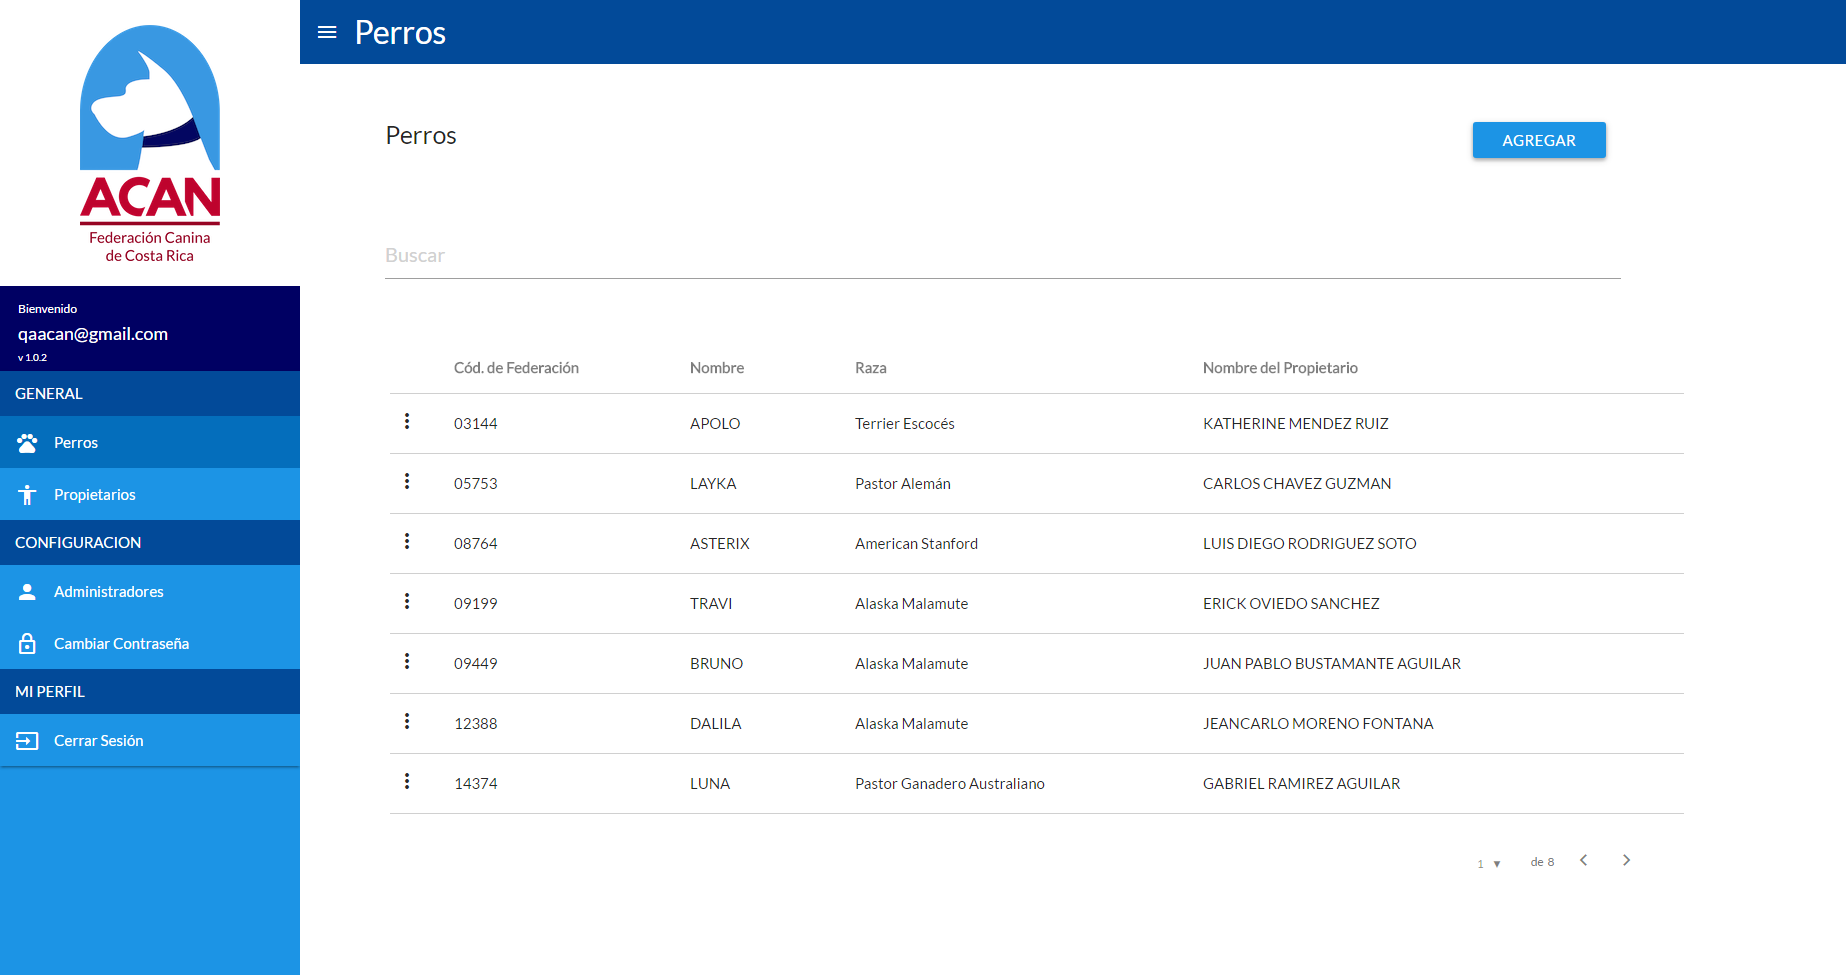 ACAN
Federación Canina
de Costa Rica
Bienvenido
qaacan@gmail.com
v 1.0.2
GENERAL
Perros
Propietarios
CONFIGURACION
Administradores
Cambiar Contraseña
MI PERFIL
Cerrar Sesión
Perros
Perros
AGREGAR
Buscar
Cód. de Federación Nombre Raza Nombre del Propietario
03144 APOLO Terrier Escocés KATHERINE MENDEZ RUIZ
05753 LAYKA Pastor Alemán CARLOS CHAVEZ GUZMAN
08764 ASTERIX American Stanford LUIS DIEGO RODRIGUEZ SOTO
09199 TRAVI Alaska Malamute ERICK OVIEDO SANCHEZ
09449 BRUNO Alaska Malamute JUAN PABLO BUSTAMANTE AGUILAR
12388 DALILA Alaska Malamute JEANCARLO MORENO FONTANA
14374 LUNA Pastor Ganadero Australiano GABRIEL RAMIREZ AGUILAR
1 de 8